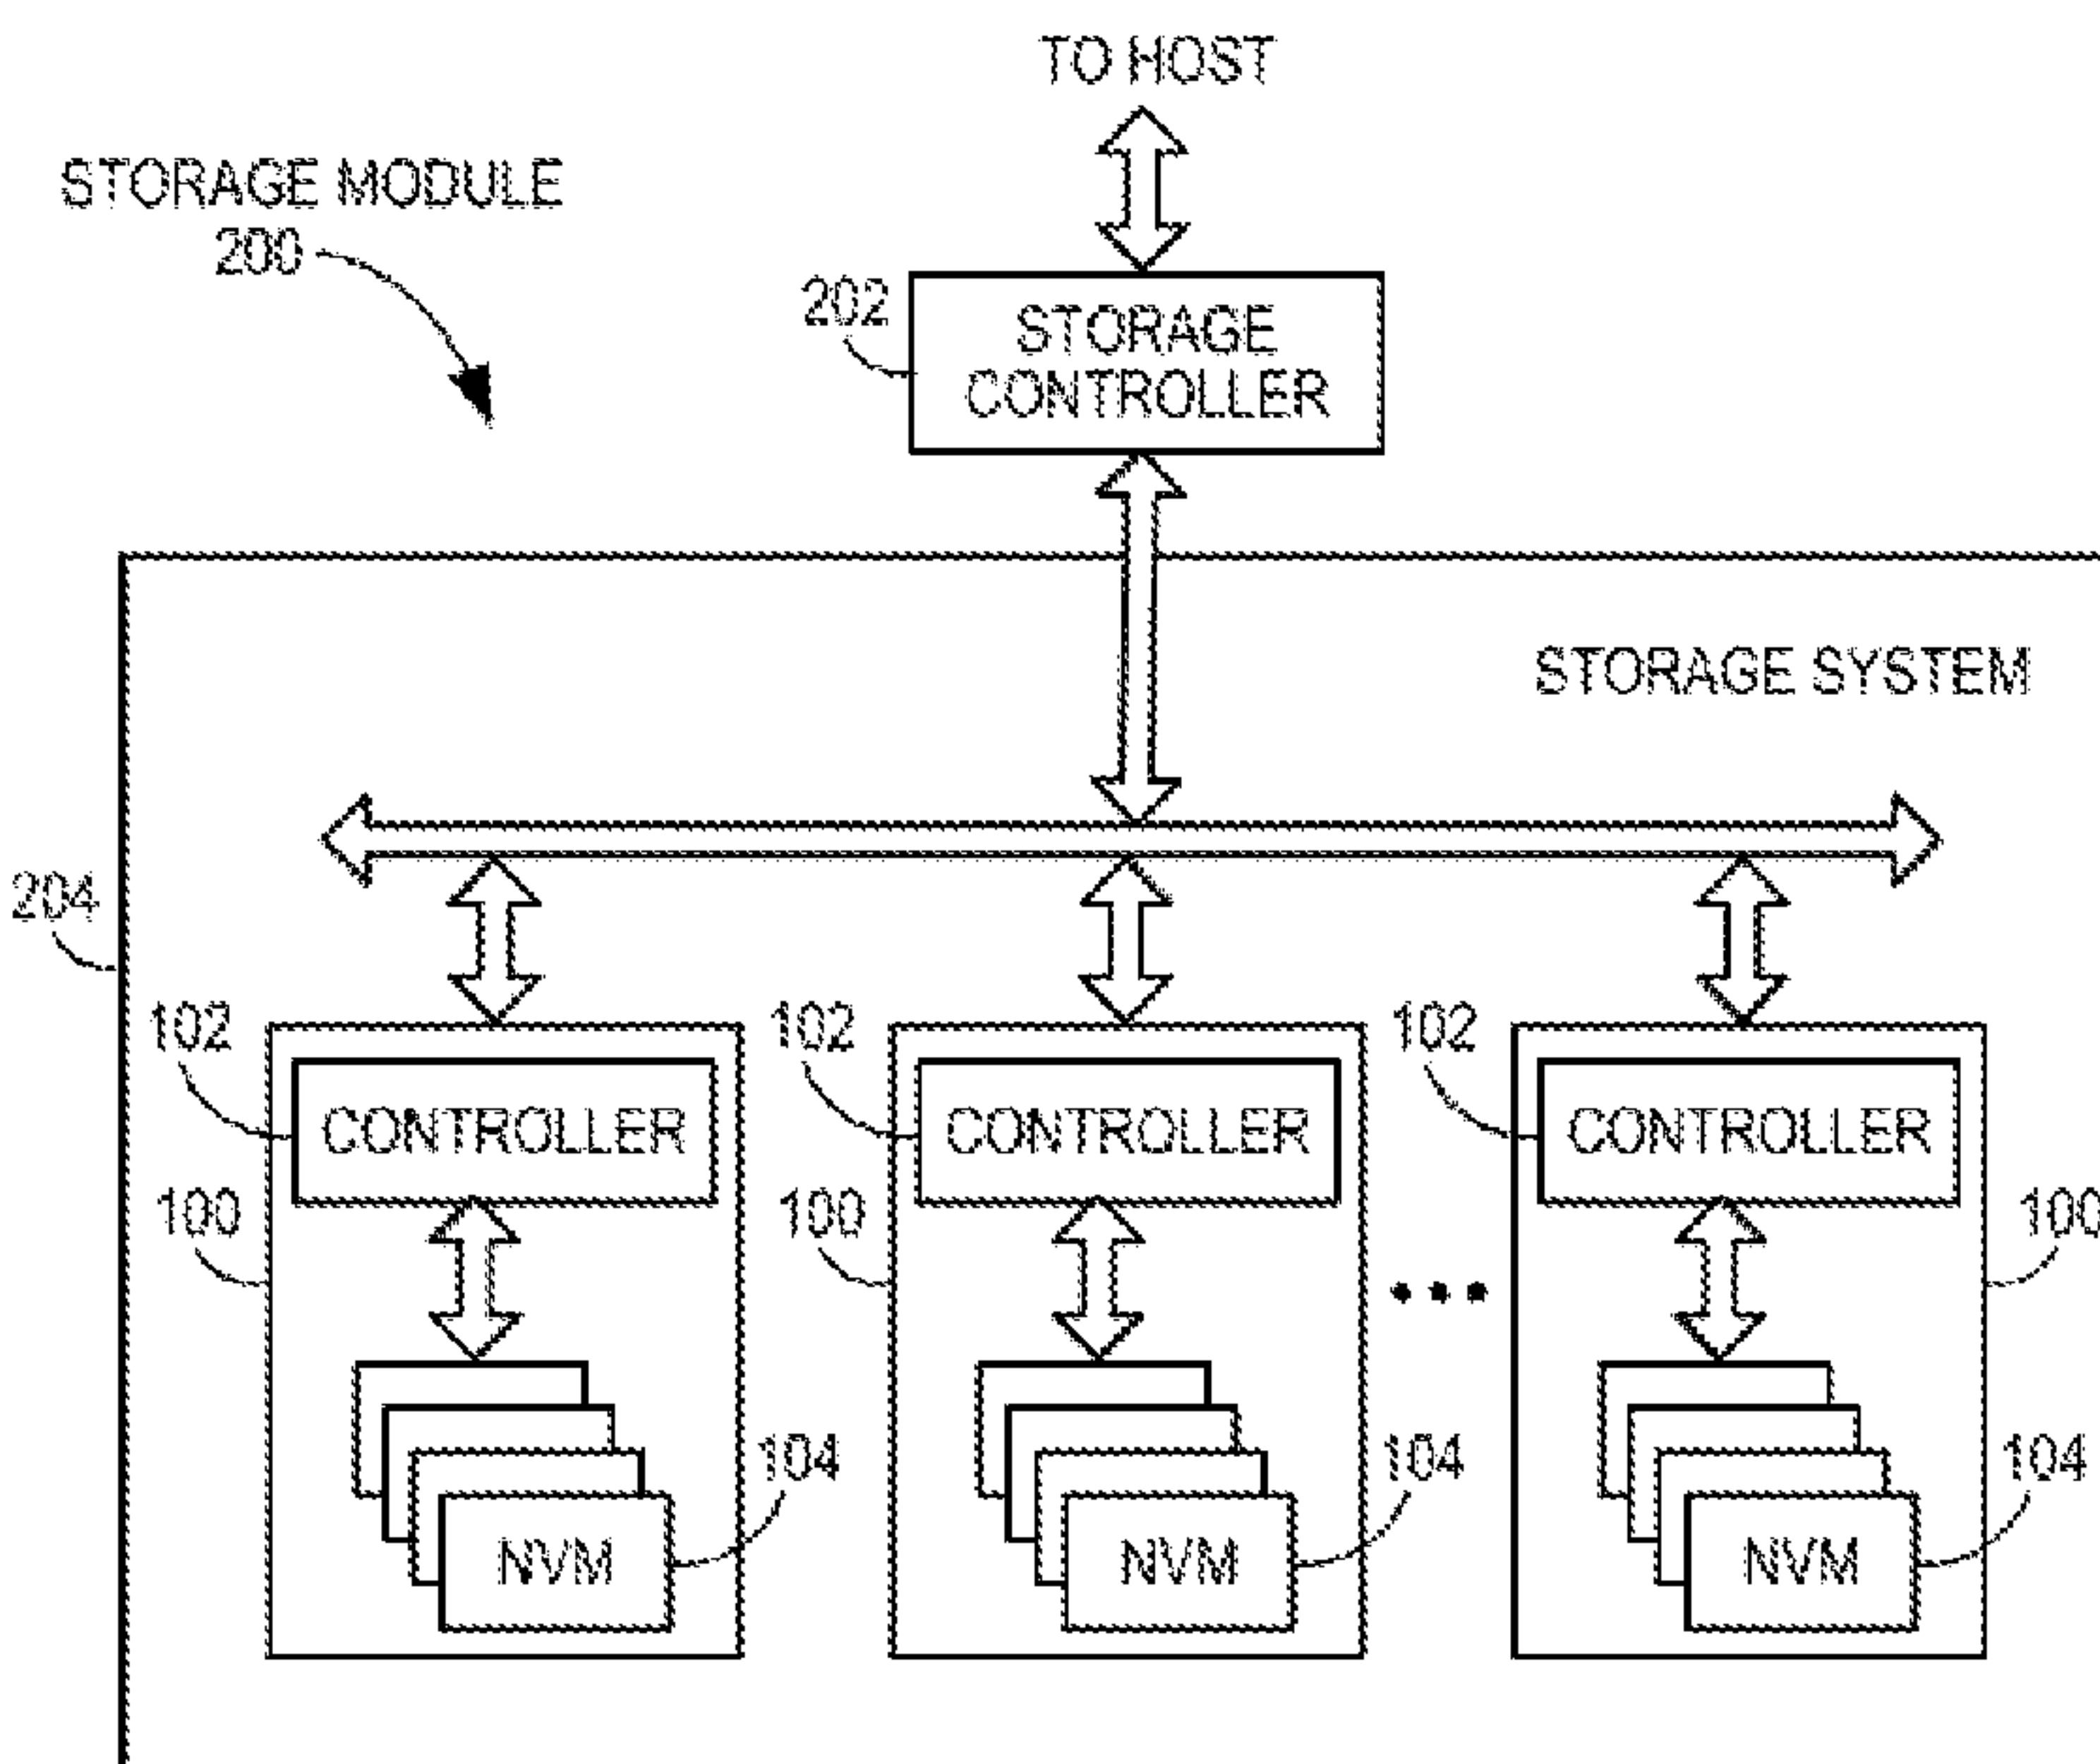 TO HOST
STORAGE MODULE
200
202
STORAGE
CONTROLLER
STORAGE SYSTEM
204
102
102
102
CONTROLLER
CONTROLLER
CONTROLLER
100
100
100
104
104
104
NVM
NVM
NVM